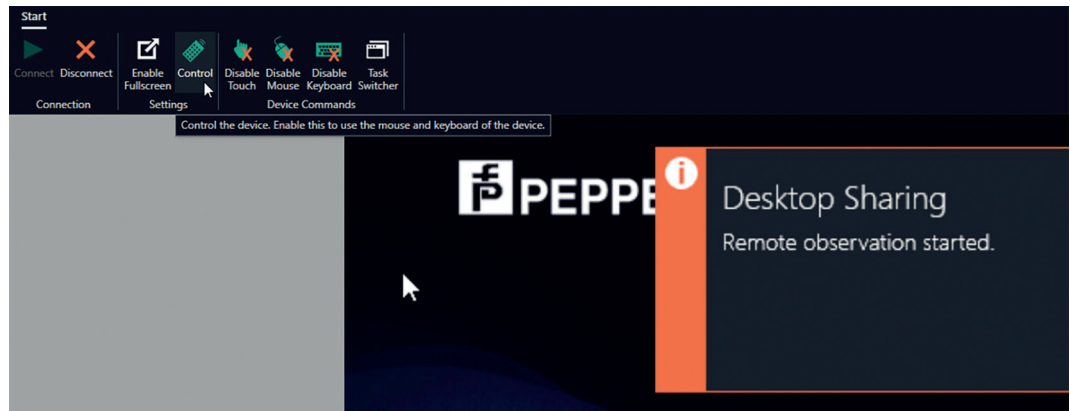 Start
Connect Disconnect Enable Fullscreen Control Disable Touch Disable Mouse Disable Keyboard Task Switcher
Connection Settings Device Commands
Control the device. Enable this to use the mouse and keyboard of the device.
PEPPE
Desktop Sharing
Remote observation started.